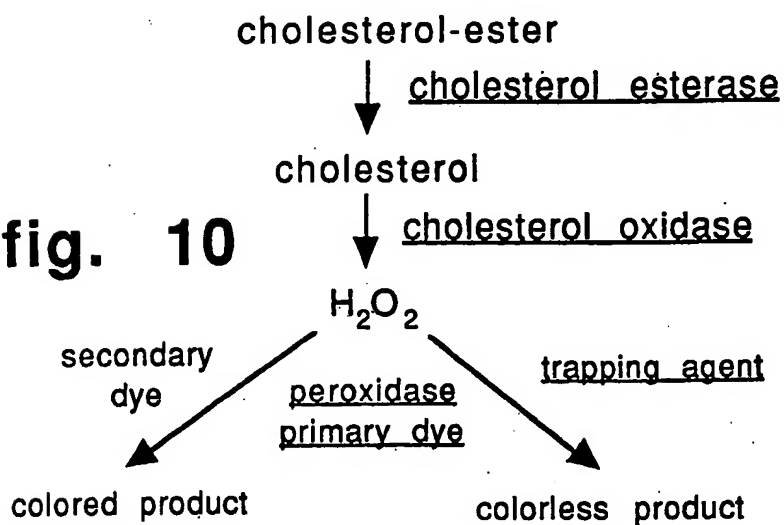 cholesterol-ester
cholesterol esterase
cholesterol
fig. 10
cholesterol oxidase
H₂O₂
secondary
dye
peroxidase
primary dye
trapping agent
colored product
colorless product